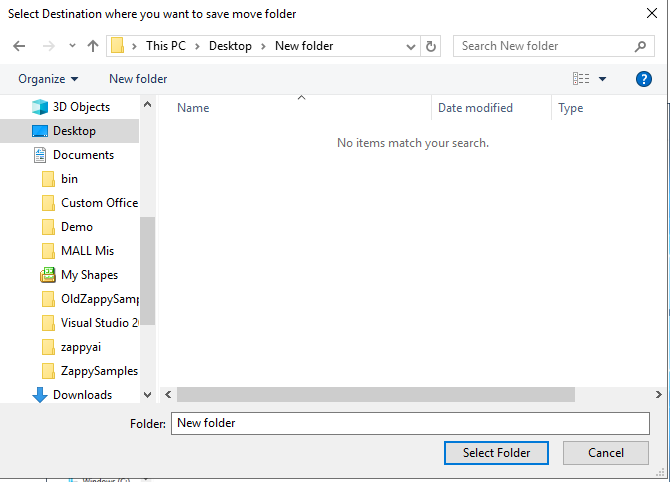 Select Destination where you want to save move folder
This PC > Desktop > New folder
Search New folder
Organize
New folder
3D Objects
Desktop
Documents
bin
Custom Office
Demo
MALL Mis
My Shapes
OldZappySamp
Visual Studio 20
zappyai
ZappySamples
Downloads
Name
Date modified
Type
No items match your search.
Folder: New folder
Select Folder
Cancel
Windows (C:)